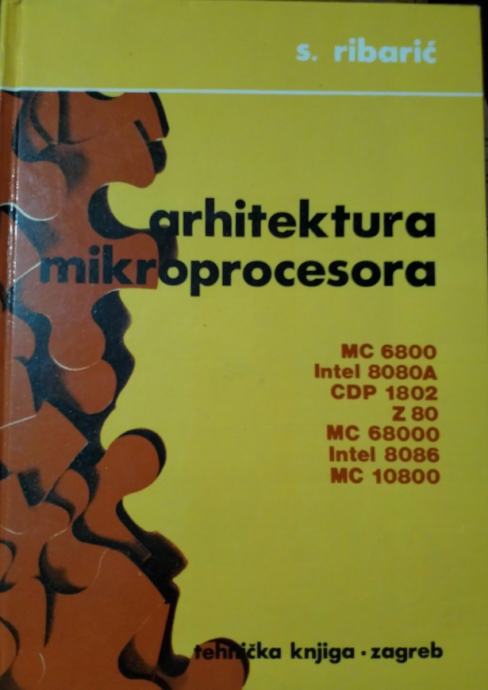 s. ribarić
arhitektura
mikroprocesora
MC 6800
Intel 8080A
CDP 1802
Z 80
MC 68000
Intel 8086
MC 10800
tehnička knjiga · zagreb